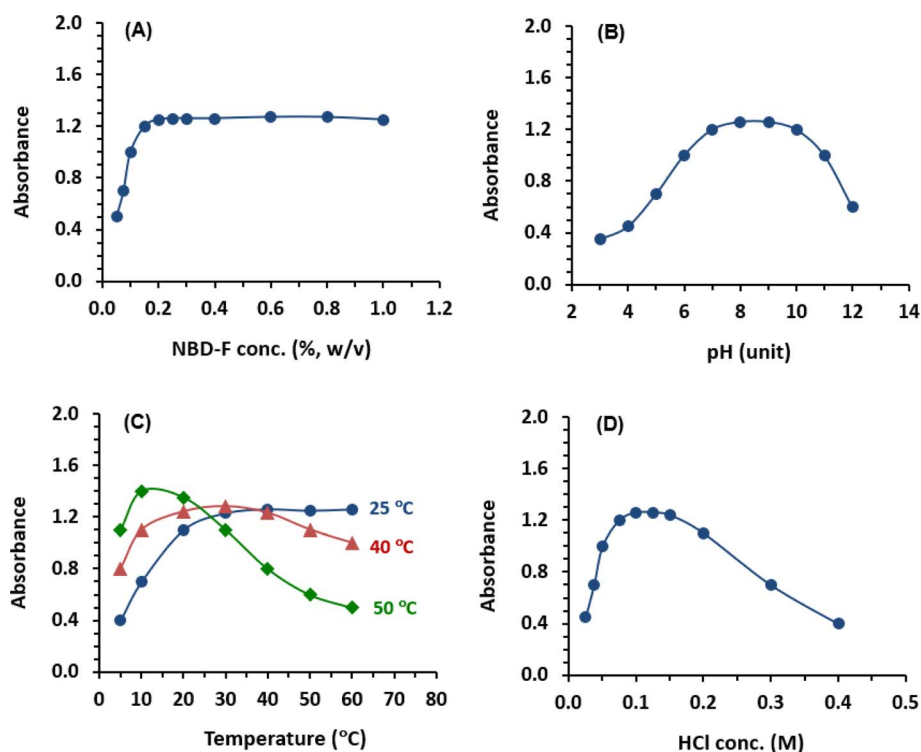 (A)
2.0
1.6
1.2
0.8
0.4
0.0
Absorbance
0.0 0.2 0.4 0.6 0.8 1.0 1.2
NBD-F conc. (%, w/v)
(B)
2.0
1.6
1.2
0.8
0.4
0.0
Absorbance
2 4 6 8 10 12 14
pH (unit)
(C)
2.0
1.6
1.2
0.8
0.4
0.0
Absorbance
25 °C
40 °C
50 °C
0 10 20 30 40 50 60 70 80
Temperature (°C)
(D)
2.0
1.6
1.2
0.8
0.4
0.0
Absorbance
0.0 0.1 0.2 0.3 0.4 0.5
HCl conc. (M)